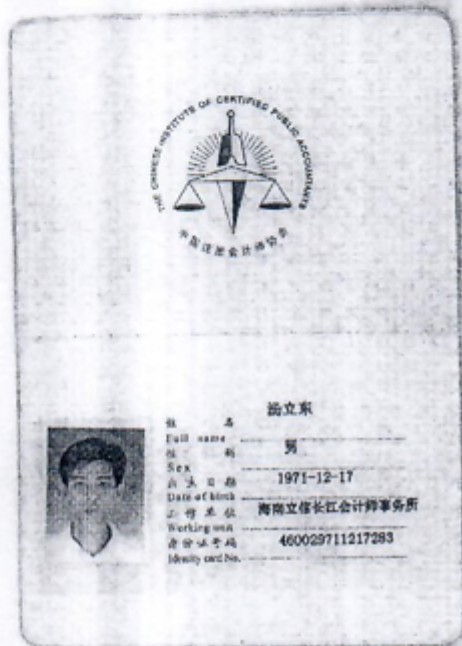 THE CHINESE INSTITUTE OF CERTIFIED PUBLIC ACCOUNTANTS
中国注册会计师协会
姓 名 汤立东
Full name
性 别 男
Sex
出生日期 1971-12-17
Date of birth
工作单位 海南立信长江会计师事务所
Working unit
身份证号码 460029711217283
Identity card No.